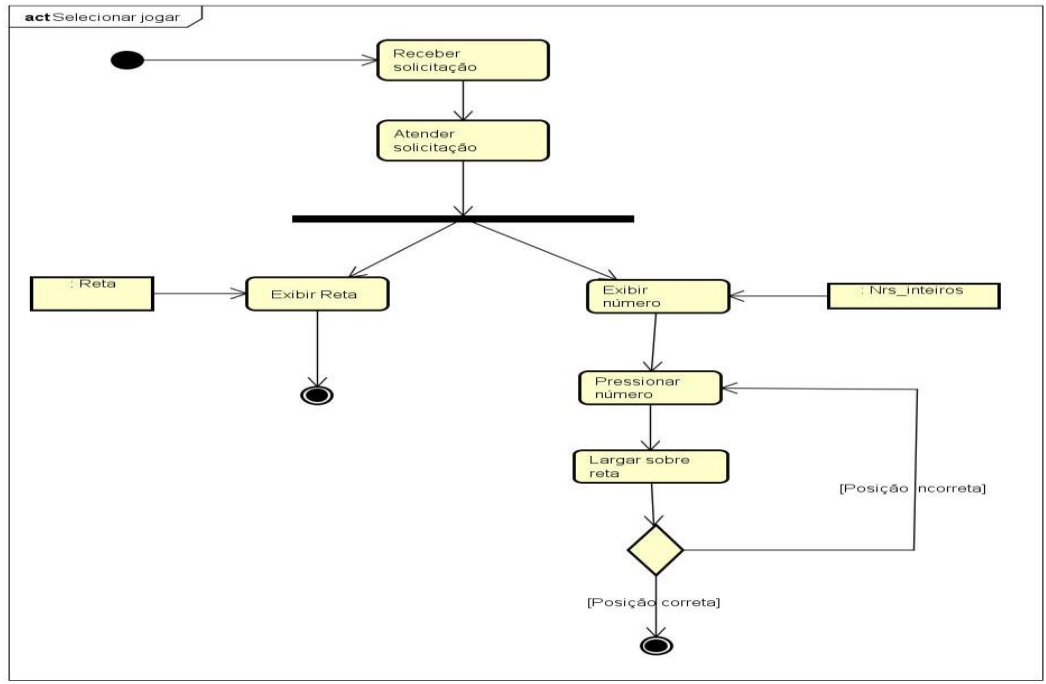 act Selecionar jogar
Receber
solicitação
Atender
solicitação
: Reta
Exibir Reta
Exibir
número
: Nrs_inteiros
Pressionar
número
Largar sobre
reta
[Posição incorreta]
[Posição correta]